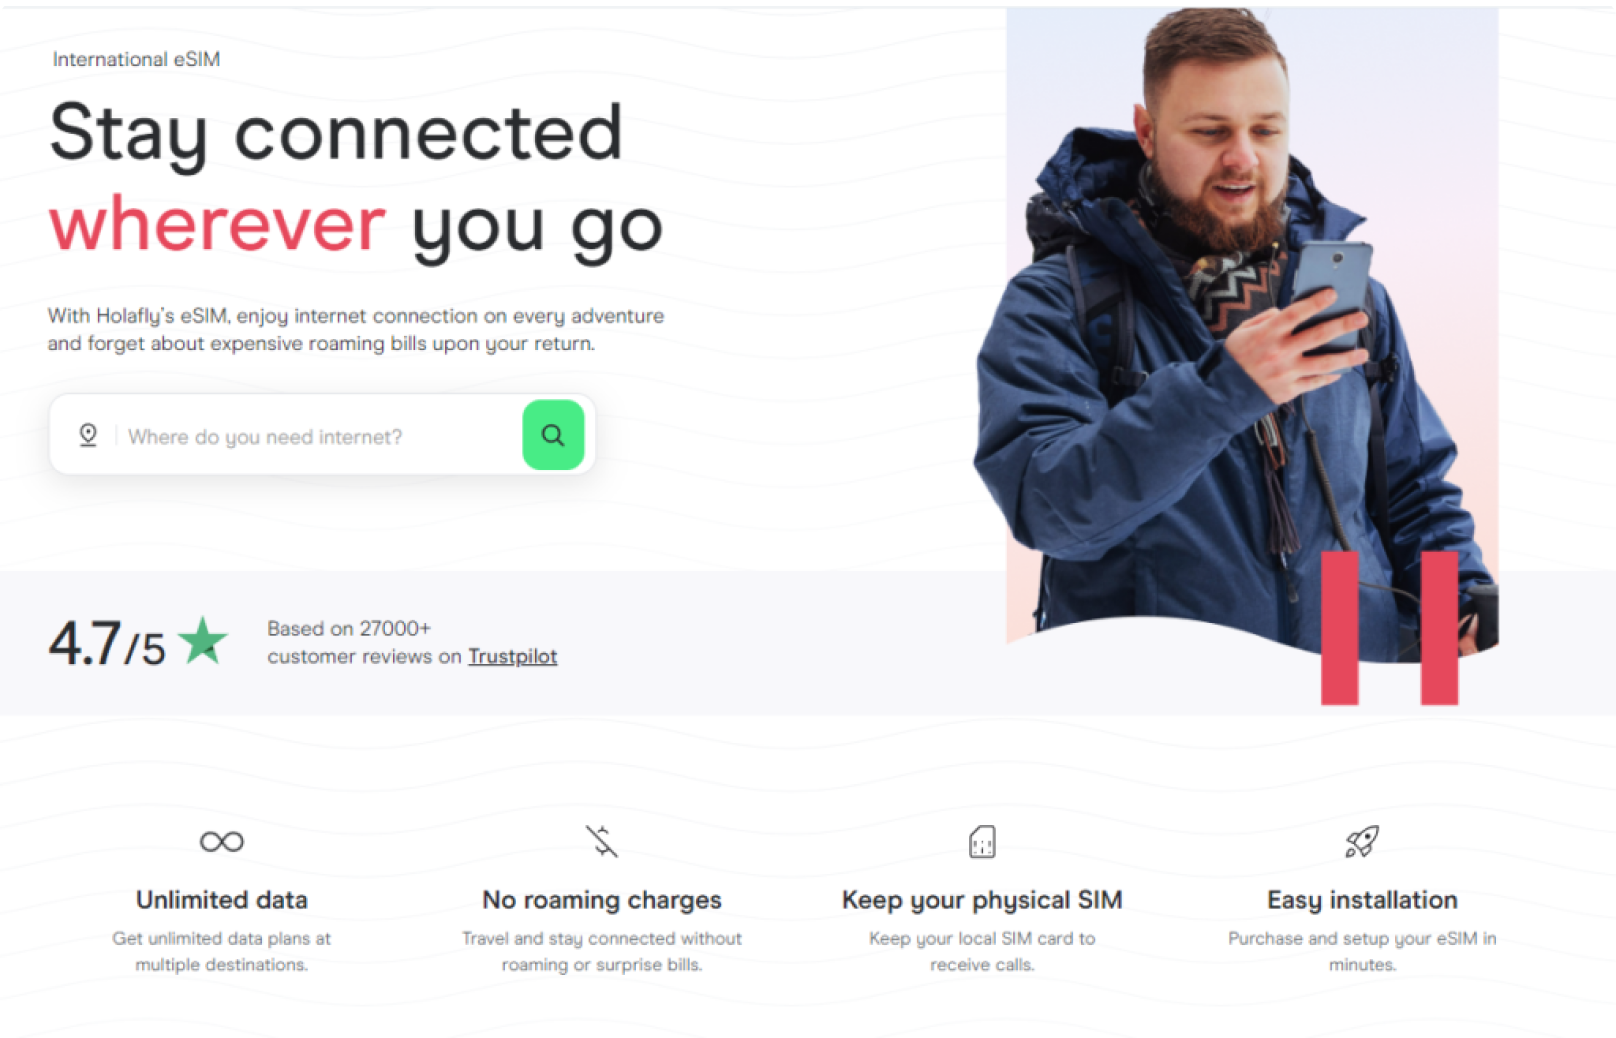 International eSIM
Stay connected
wherever you go
With Holafly's eSIM, enjoy internet connection on every adventure
and forget about expensive roaming bills upon your return.
Where do you need internet?
4.7/5
Based on 27000+
customer reviews on Trustpilot
Unlimited data
Get unlimited data plans at
multiple destinations.
No roaming charges
Travel and stay connected without
roaming or surprise bills.
Keep your physical SIM
Keep your local SIM card to
receive calls.
Easy installation
Purchase and setup your eSIM in
minutes.